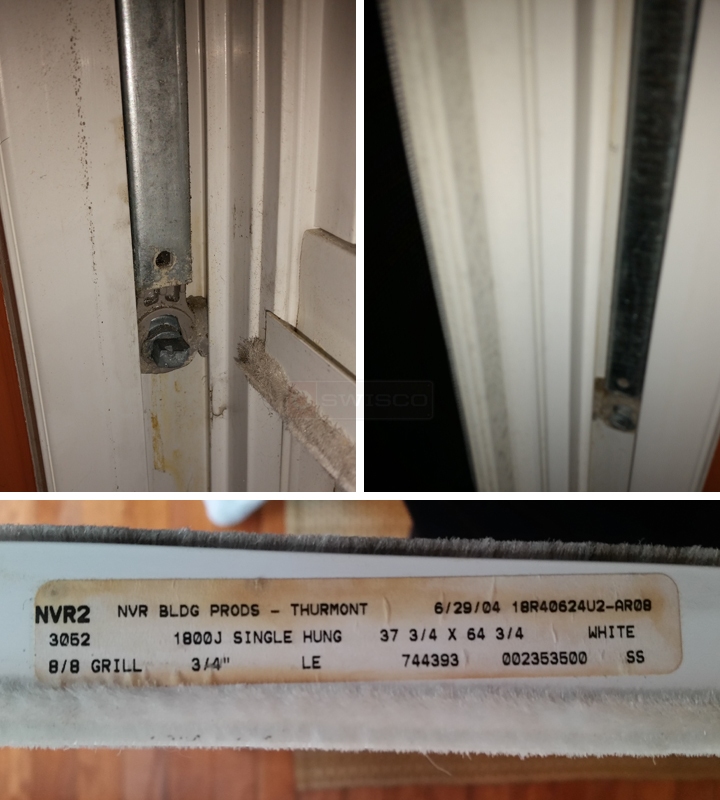 SWISCO
NVR2 NVR BLDG PRODS - THURMONT 6/29/04 18R40624U2-AR08
3052 1800J SINGLE HUNG 37 3/4 X 64 3/4 WHITE
8/8 GRILL 3/4" LE 744393 002353500 SS